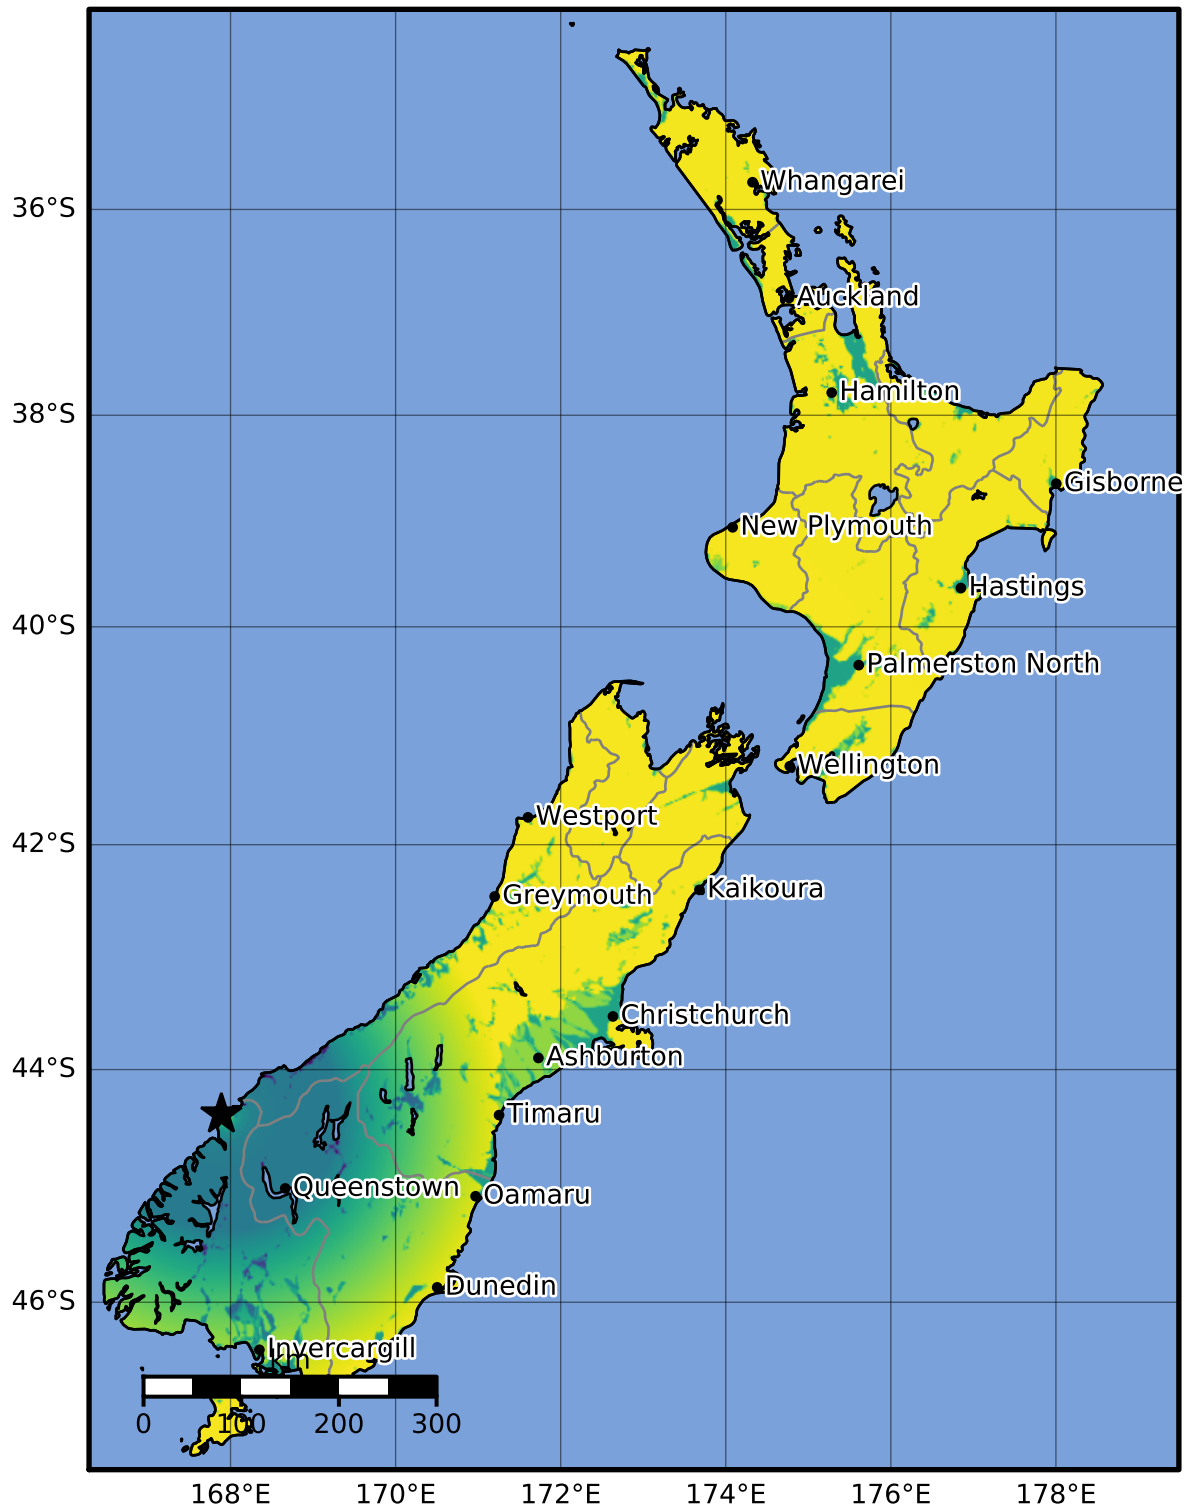 Whangarei
36°S
Auckland
Hamilton
38°S
Gisborne
New Plymouth
Hastings
40°S
Palmerston North
Wellington
Westport
42°S
Kaikoura
Greymouth
Christchurch
Ashburton
44°S
Timaru
Queenstown
Oamaru
Dunedin
46°S
Invercargill
km
0 100 200 300
168°E 170°E 172°E 174°E 176°E 178°E